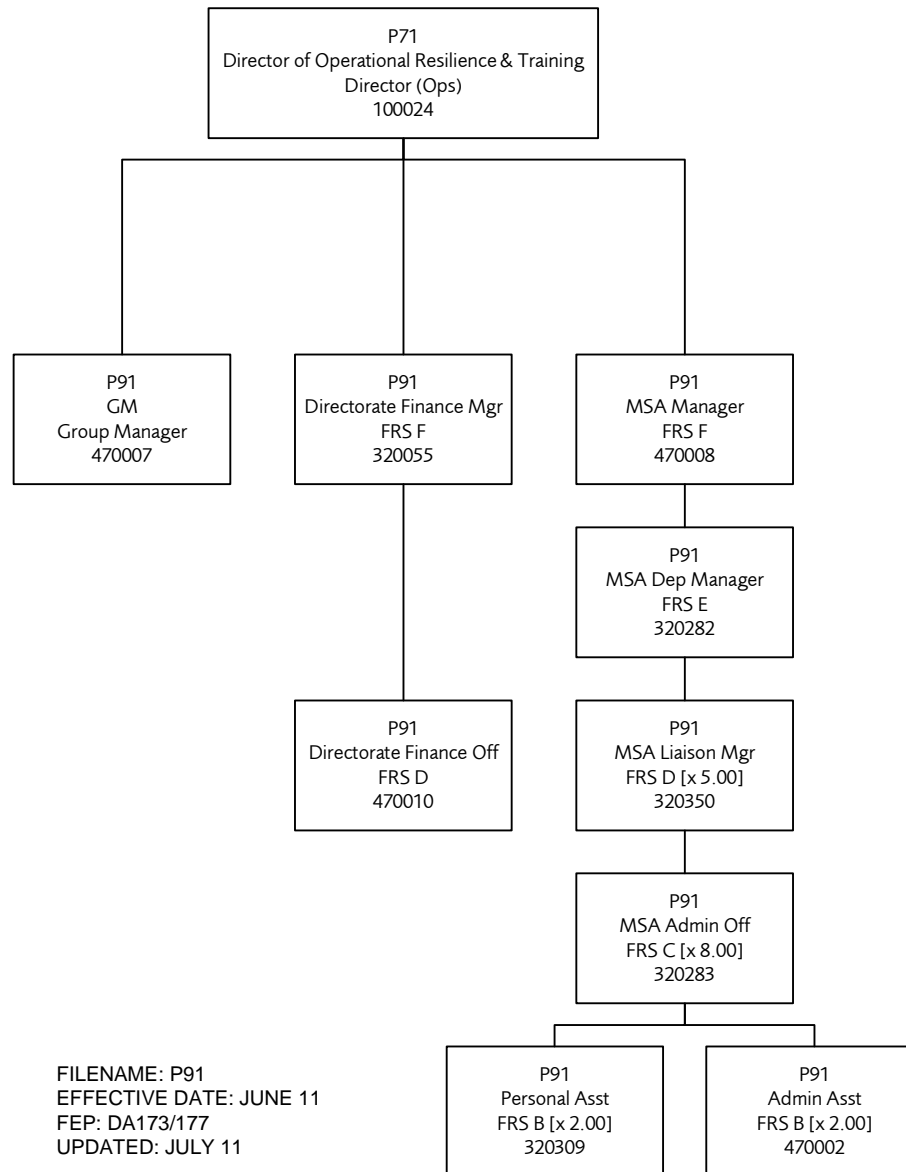 P71
Director of Operational Resilience & Training
Director (Ops)
100024
P91
GM
Group Manager
470007
P91
Directorate Finance Mgr
FRS F
320055
P91
MSA Manager
FRS F
470008
P91
MSA Dep Manager
FRS E
320282
P91
Directorate Finance Off
FRS D
470010
P91
MSA Liaison Mgr
FRS D [x 5.00]
320350
P91
MSA Admin Off
FRS C [x 8.00]
320283
P91
Personal Asst
FRS B [x 2.00]
320309
P91
Admin Asst
FRS B [x 2.00]
470002
FILENAME: P91
EFFECTIVE DATE: JUNE 11
FEP: DA173/177
UPDATED: JULY 11